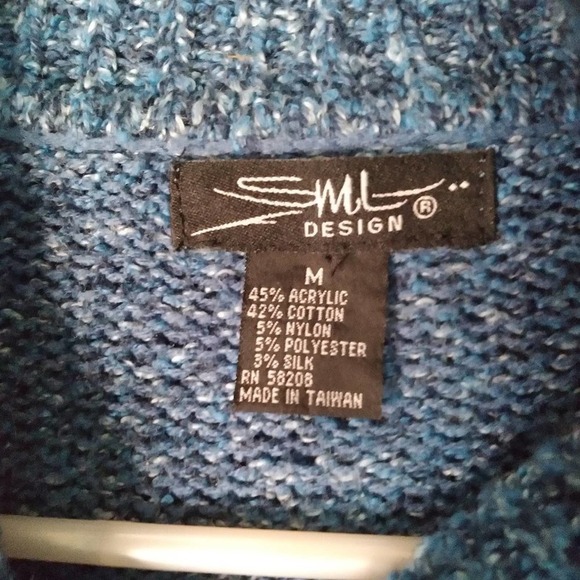 SML
DESIGN ®
M
45% ACRYLIC
42% COTTON
5% NYLON
5% POLYESTER
3% SILK
RN 58208
MADE IN TAIWAN